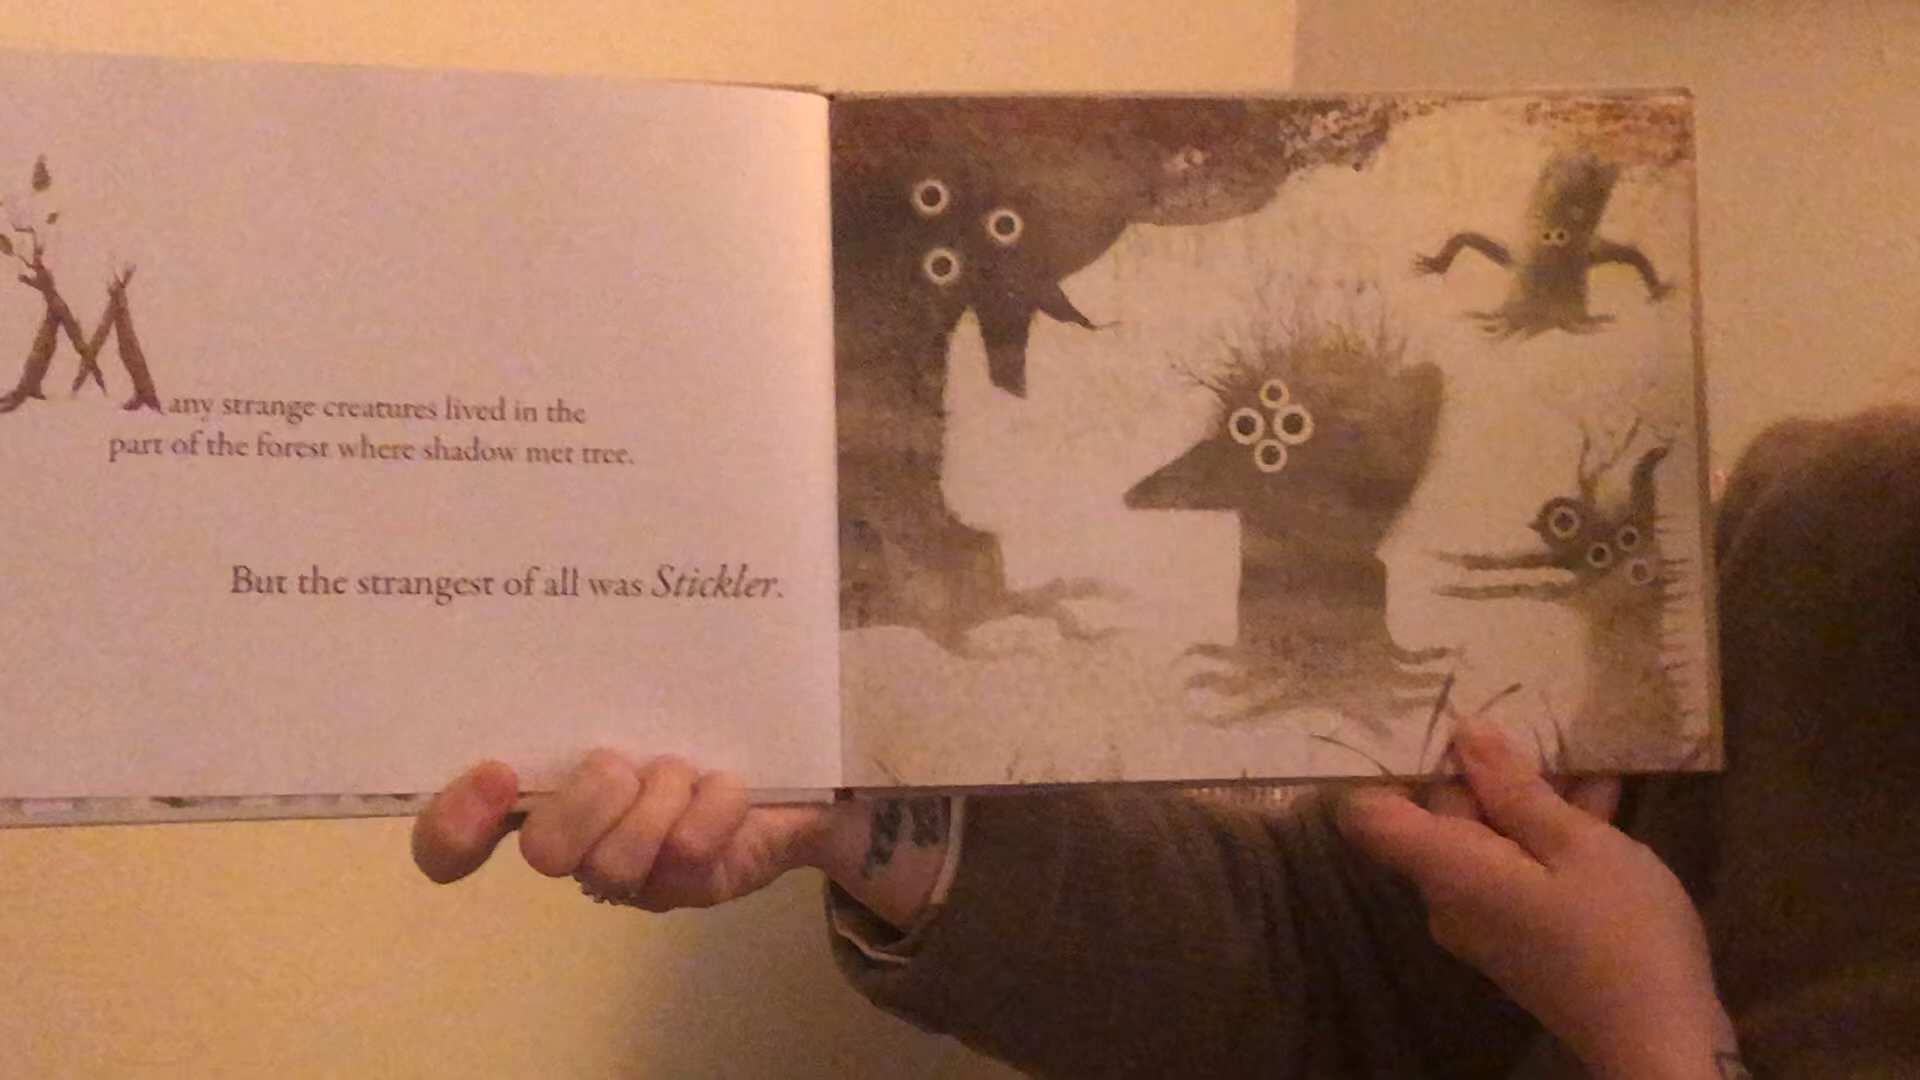 Many strange creatures lived in the
part of the forest where shadow met tree.
But the strangest of all was Stickler.